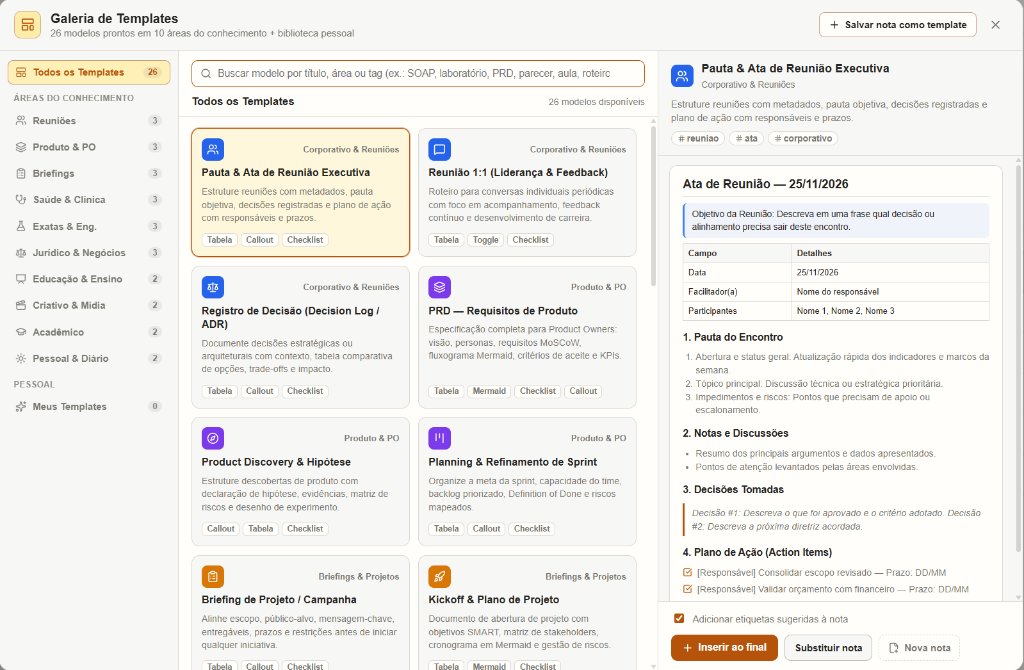 Galeria de Templates
26 modelos prontos em 10 áreas do conhecimento + biblioteca pessoal
Salvar nota como template
Todos os Templates 26
ÁREAS DO CONHECIMENTO
Reuniões 3
Produto & PO 3
Briefings 3
Saúde & Clínica 3
Exatas & Eng. 3
Jurídico & Negócios 3
Educação & Ensino 2
Criativo & Mídia 2
Acadêmico 2
Pessoal & Diário 2
PESSOAL
Meus Templates 0
Buscar modelo por título, área ou tag (ex.: SOAP, laboratório, PRD, parecer, aula, roteirc
Todos os Templates
26 modelos disponíveis
Corporativo & Reuniões
Pauta & Ata de Reunião Executiva
Estruture reuniões com metadados, pauta
objetiva, decisões registradas e plano de ação
com responsáveis e prazos.
Tabela Callout Checklist
Corporativo & Reuniões
Reunião 1:1 (Liderança & Feedback)
Roteiro para conversas individuais periódicas
com foco em acompanhamento, feedback
contínuo e desenvolvimento de carreira.
Tabela Toggle Checklist
Corporativo & Reuniões
Registro de Decisão (Decision Log /
ADR)
Documente decisões estratégicas ou
arquiteturais com contexto, tabela comparativa
de opções, trade-offs e impacto.
Tabela Callout Checklist
Produto & PO
PRD — Requisitos de Produto
Especificação completa para Product Owners:
visão, personas, requisitos MoSCoW,
fluxograma Mermaid, critérios de aceite e KPIs.
Tabela Mermaid Checklist Callout
Produto & PO
Product Discovery & Hipótese
Estruture descobertas de produto com
declaração de hipótese, evidências, matriz de
riscos e desenho de experimento.
Callout Tabela Checklist
Produto & PO
Planning & Refinamento de Sprint
Organize a meta da sprint, capacidade do time,
backlog priorizado, Definition of Done e riscos
mapeados.
Tabela Callout Checklist
Briefings & Projetos
Briefing de Projeto / Campanha
Alinhe escopo, público-alvo, mensagem-chave,
entregáveis, prazos e restrições antes de iniciar
qualquer iniciativa.
Tabela Callout Checklist
Briefings & Projetos
Kickoff & Plano de Projeto
Documento de abertura de projeto com
objetivos SMART, matriz de stakeholders,
cronograma em Mermaid e gestão de riscos.
Tabela Mermaid Checklist
Pauta & Ata de Reunião Executiva
Corporativo & Reuniões
Estruture reuniões com metadados, pauta objetiva, decisões registradas e
plano de ação com responsáveis e prazos.
# reuniao # ata # corporativo
Ata de Reunião — 25/11/2026
Objetivo da Reunião: Descreva em uma frase qual decisão ou
alinhamento precisa sair deste encontro.
Campo Detalhes
Data 25/11/2026
Facilitador(a) Nome do responsável
Participantes Nome 1, Nome 2, Nome 3
1. Pauta do Encontro
1. Abertura e status geral: Atualização rápida dos indicadores e marcos da
semana.
2. Tópico principal: Discussão técnica ou estratégica prioritária.
3. Impedimentos e riscos: Pontos que precisam de apoio ou
escalonamento.
2. Notas e Discussões
• Resumo dos principais argumentos e dados apresentados.
• Pontos de atenção levantados pelas áreas envolvidas.
3. Decisões Tomadas
Decisão #1: Descreva o que foi aprovado e o critério adotado. Decisão
#2: Descreva a próxima diretriz acordada.
4. Plano de Ação (Action Items)
[Responsável] Consolidar escopo revisado — Prazo: DD/MM
[Responsável] Validar orçamento com financeiro — Prazo: DD/MM
Adicionar etiquetas sugeridas à nota
Inserir ao final
Substituir nota
Nova nota